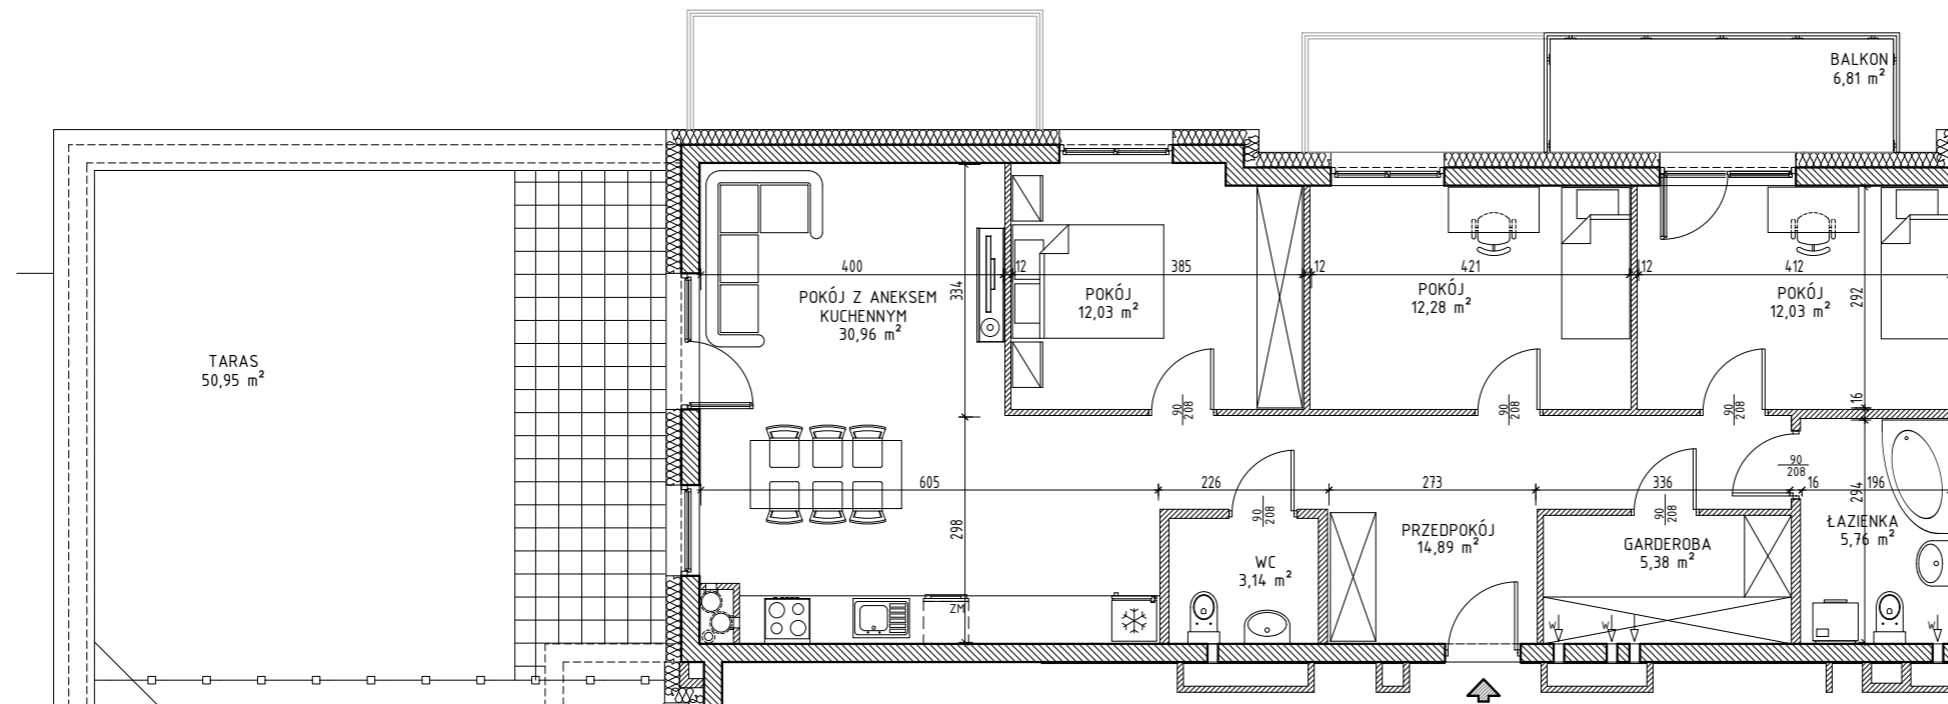 BALKON
6,81 m²
400
12
385
12
421
12
412
334
292
POKÓJ Z ANEKSEM
KUCHENNYM
30,96 m²
POKÓJ
12,03 m²
POKÓJ
12,28 m²
POKÓJ
12,03 m²
TARAS
50,95 m²
90
208
90
208
90
208
16
90
208
605
226
273
336
16
294
196
298
90
208
90
208
PRZEDPOKÓJ
14,89 m²
GARDEROBA
5,38 m²
ŁAZIENKA
5,76 m²
WC
3,14 m²
ZM
W
W
W